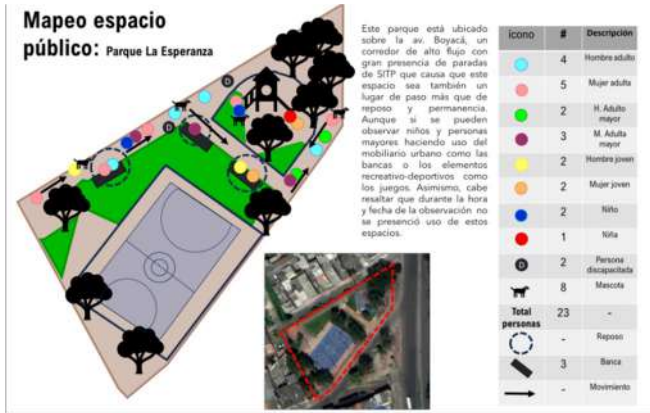 Mapeo espacio
público: Parque La Esperanza
Este parque está ubicado
sobre la av. Boyacá, un
corredor de alto flujo con
gran presencia de paradas
de SITP que causa que este
espacio sea también un
lugar de paso más que de
reposo y permanencia.
Aunque si se pueden
observar niños y personas
mayores haciendo uso del
mobiliario urbano como las
bancas o los elementos
recreativo-deportivos como
los juegos. Asimismo, cabe
resaltar que durante la hora
y fecha de la observación no
se presenció uso de estos
espacios.
ícono # Descripción
4 Hombre adulto
5 Mujer adulta
2 H. Adulto
mayor
3 M. Adulta
mayor
2 Hombre joven
2 Mujer joven
2 Niño
1 Niña
D 2 Persona
discapacitada
8 Mascota
Total
personas 23 -
- Reposo
3 Banca
- Movimiento
D
D